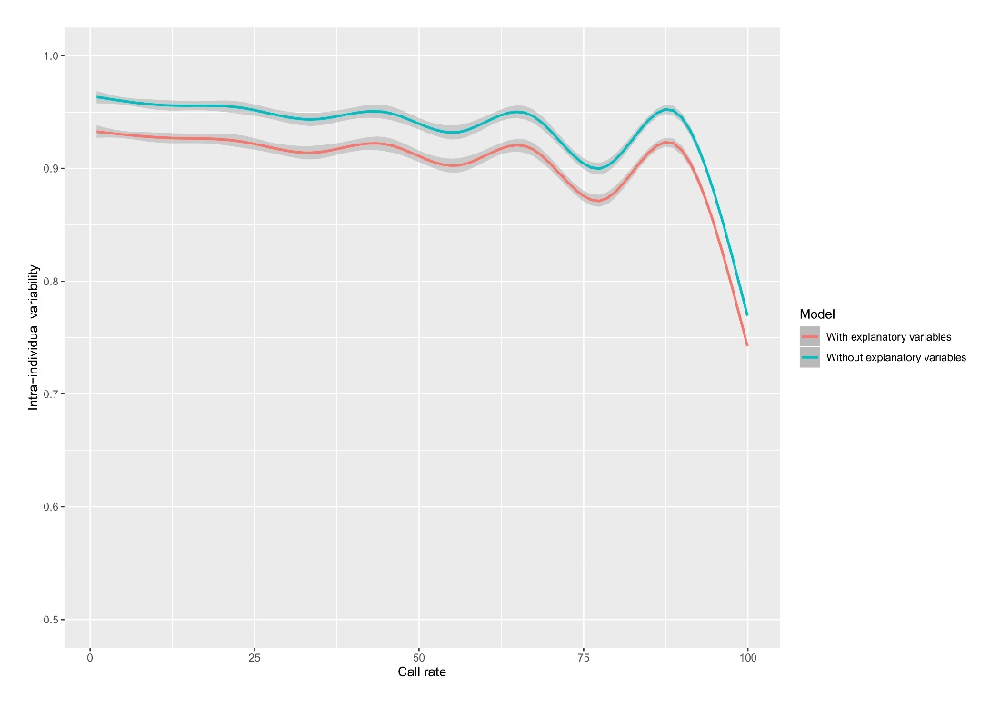 1.0
0.9
0.8
0.7
0.6
0.5
Intra−individual variability
0
25
50
75
100
Call rate
Model
With explanatory variables
Without explanatory variables